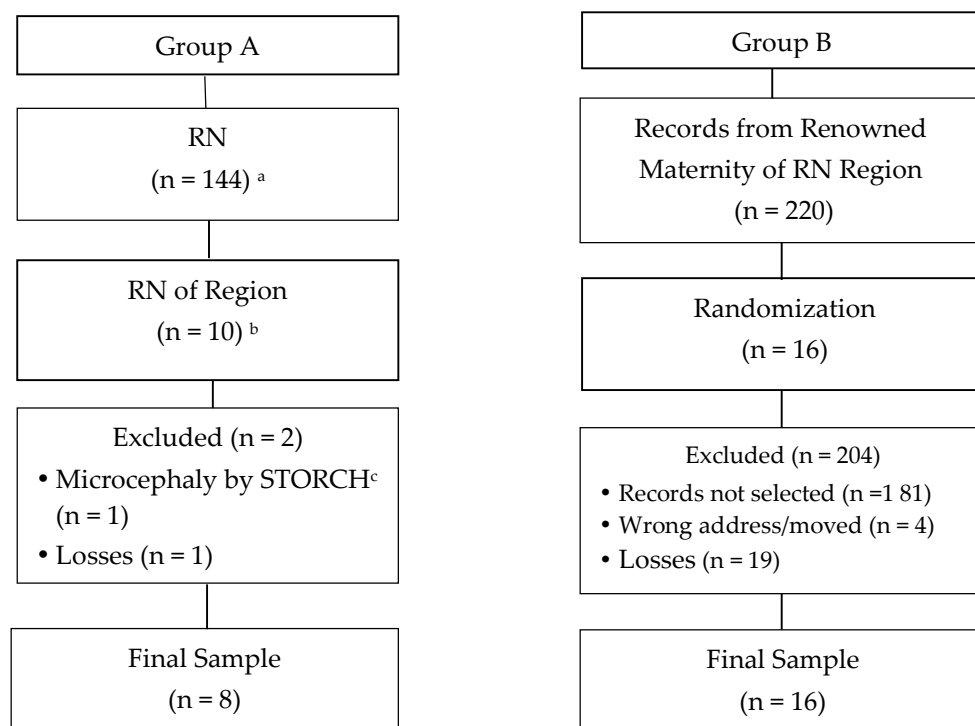 Group A
RN
(n = 144) ᵃ
RN of Region
(n = 10) ᵇ
Excluded (n = 2)
• Microcephaly by STORCHᶜ
(n = 1)
• Losses (n = 1)
Final Sample
(n = 8)
Group B
Records from Renowned
Maternity of RN Region
(n = 220)
Randomization
(n = 16)
Excluded (n = 204)
• Records not selected (n =1 81)
• Wrong address/moved (n = 4)
• Losses (n = 19)
Final Sample
(n = 16)